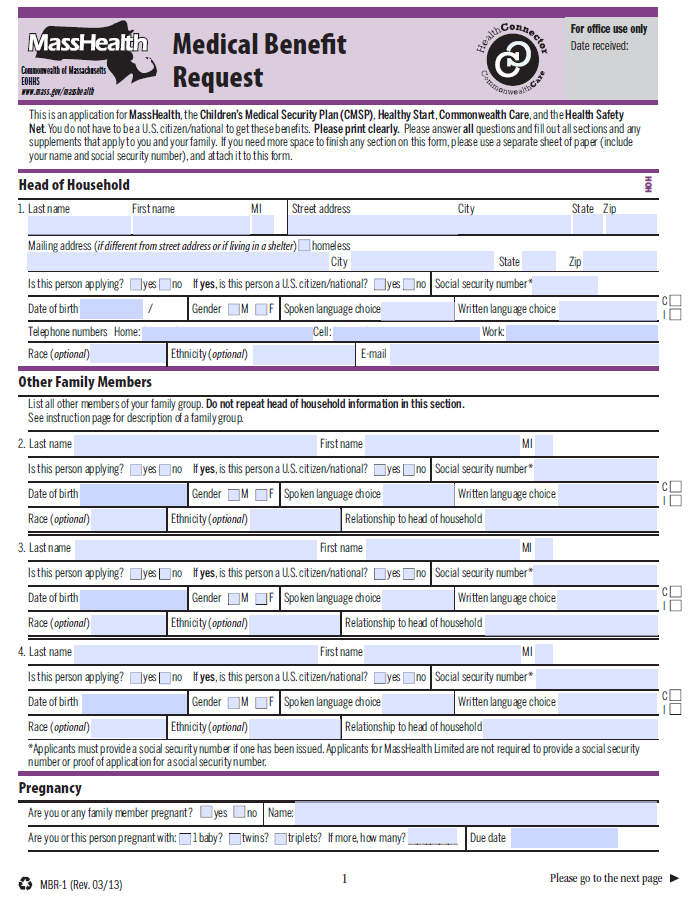 MassHealth
Commonwealth of Massachusetts
EOHHS
www.mass.gov/masshealth
Medical Benefit
Request
HealthConnector
CommonwealthCare
For office use only
Date received:
This is an application for MassHealth, the Children's Medical Security Plan (CMSP), Healthy Start, Commonwealth Care, and the Health Safety
Net. You do not have to be a U.S. citizen/national to get these benefits. Please print clearly. Please answer all questions and fill out all sections and any
supplements that apply to you and your family. If you need more space to finish any section on this form, please use a separate sheet of paper (include
your name and social security number), and attach it to this form.
Head of Household HOH
1. Last name First name MI Street address City State Zip
Mailing address (if different from street address or if living in a shelter) homeless
City State Zip
Is this person applying? yes no If yes, is this person a U.S. citizen/national? yes no Social security number*
Date of birth / Gender M F Spoken language choice Written language choice C I
Telephone numbers Home: Cell: Work:
Race (optional) Ethnicity (optional) E-mail
Other Family Members
List all other members of your family group. Do not repeat head of household information in this section.
See instruction page for description of a family group.
2. Last name First name MI
Is this person applying? yes no If yes, is this person a U.S. citizen/national? yes no Social security number*
Date of birth Gender M F Spoken language choice Written language choice C I
Race (optional) Ethnicity (optional) Relationship to head of household
3. Last name First name MI
Is this person applying? yes no If yes, is this person a U.S. citizen/national? yes no Social security number*
Date of birth Gender M F Spoken language choice Written language choice C I
Race (optional) Ethnicity (optional) Relationship to head of household
4. Last name First name MI
Is this person applying? yes no If yes, is this person a U.S. citizen/national? yes no Social security number*
Date of birth Gender M F Spoken language choice Written language choice C I
Race (optional) Ethnicity (optional) Relationship to head of household
*Applicants must provide a social security number if one has been issued. Applicants for MassHealth Limited are not required to provide a social security
number or proof of application for a social security number.
Pregnancy
Are you or any family member pregnant? yes no Name:
Are you or this person pregnant with: 1 baby? twins? triplets? If more, how many? Due date
MBR-1 (Rev. 03/13) 1 Please go to the next page